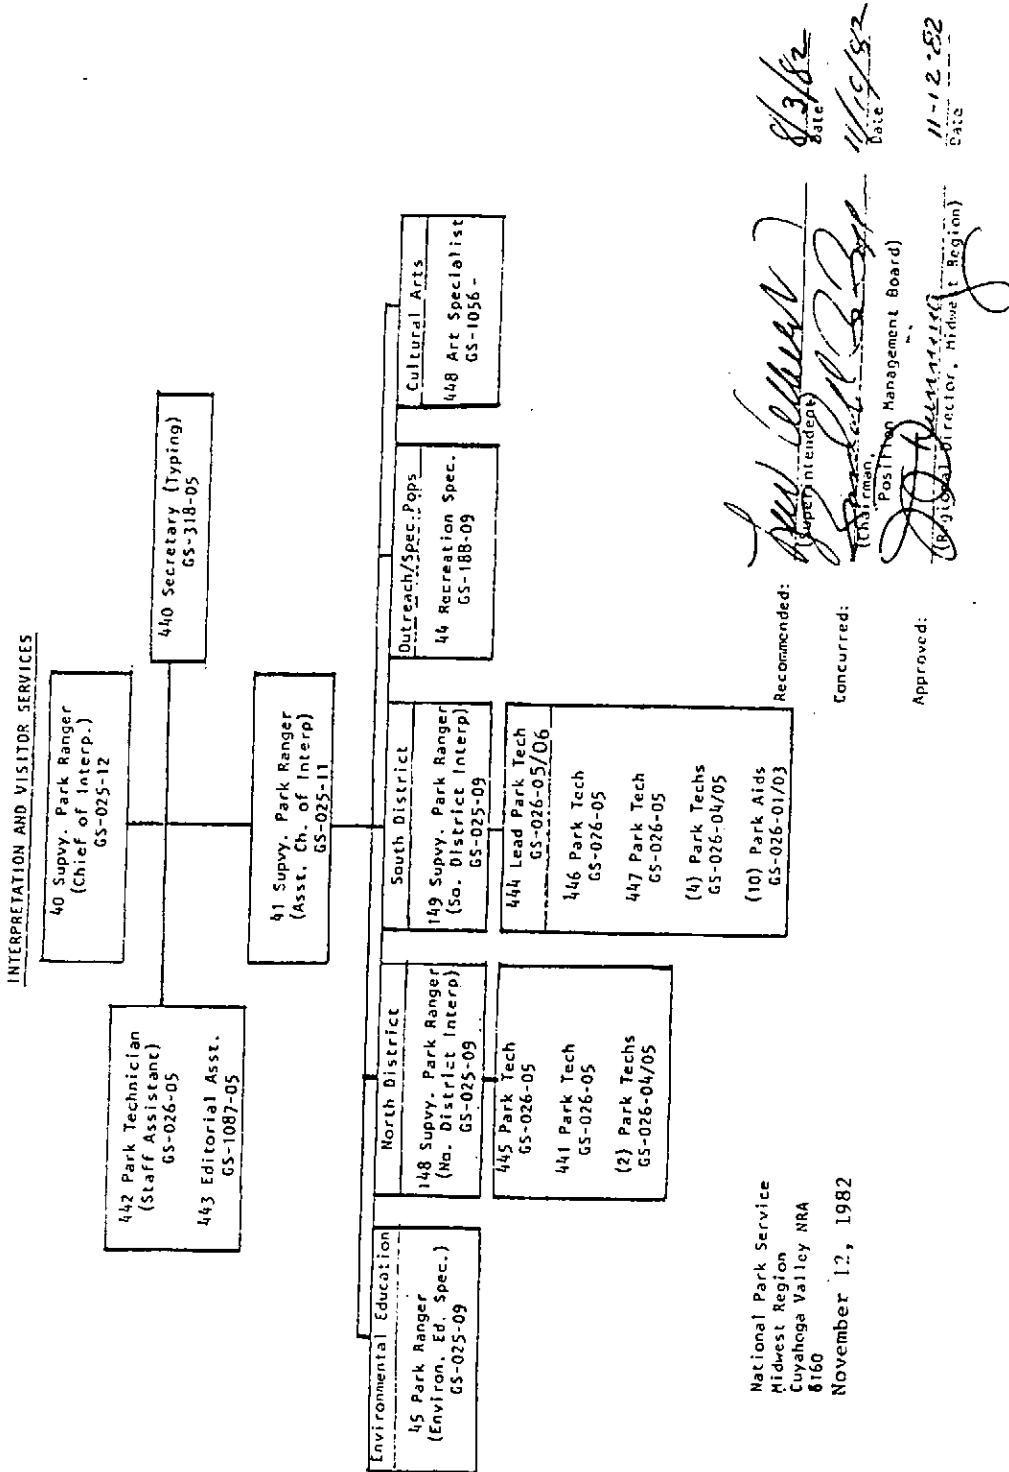 INTERPRETATION AND VISITOR SERVICES
40 Supvy. Park Ranger
(Chief of Interp.)
GS-025-12
442 Park Technician
(Staff Assistant)
GS-026-05
443 Editorial Asst.
GS-1087-05
440 Secretary (Typing)
GS-318-05
41 Supvy. Park Ranger
(Asst. Ch. of Interp)
GS-025-11
Environmental Education
45 Park Ranger
(Environ. Ed. Spec.)
GS-025-09
North District
148 Supvy. Park Ranger
(No. District Interp)
GS-025-09
445 Park Tech
GS-026-05
441 Park Tech
GS-026-05
(2) Park Techs
GS-026-04/05
South District
149 Supvy. Park Ranger
(So. District Interp)
GS-025-09
444 Lead Park Tech
GS-026-05/06
446 Park Tech
GS-026-05
447 Park Tech
GS-026-05
(4) Park Techs
GS-026-04/05
(10) Park Aids
GS-026-01/03
Outreach/Spec.Pops
44 Recreation Spec.
GS-188-09
Cultural Arts
448 Art Specialist
GS-1056-
National Park Service
Midwest Region
Cuyahoga Valley NRA
6160
November 12, 1982
Recommended:
8/3/82
(Superintendent)
Date
Concurred:
(Chairman,
Position Management Board)
Date
Approved:
11-12-82
(Regional Director, Midwest Region)
Date